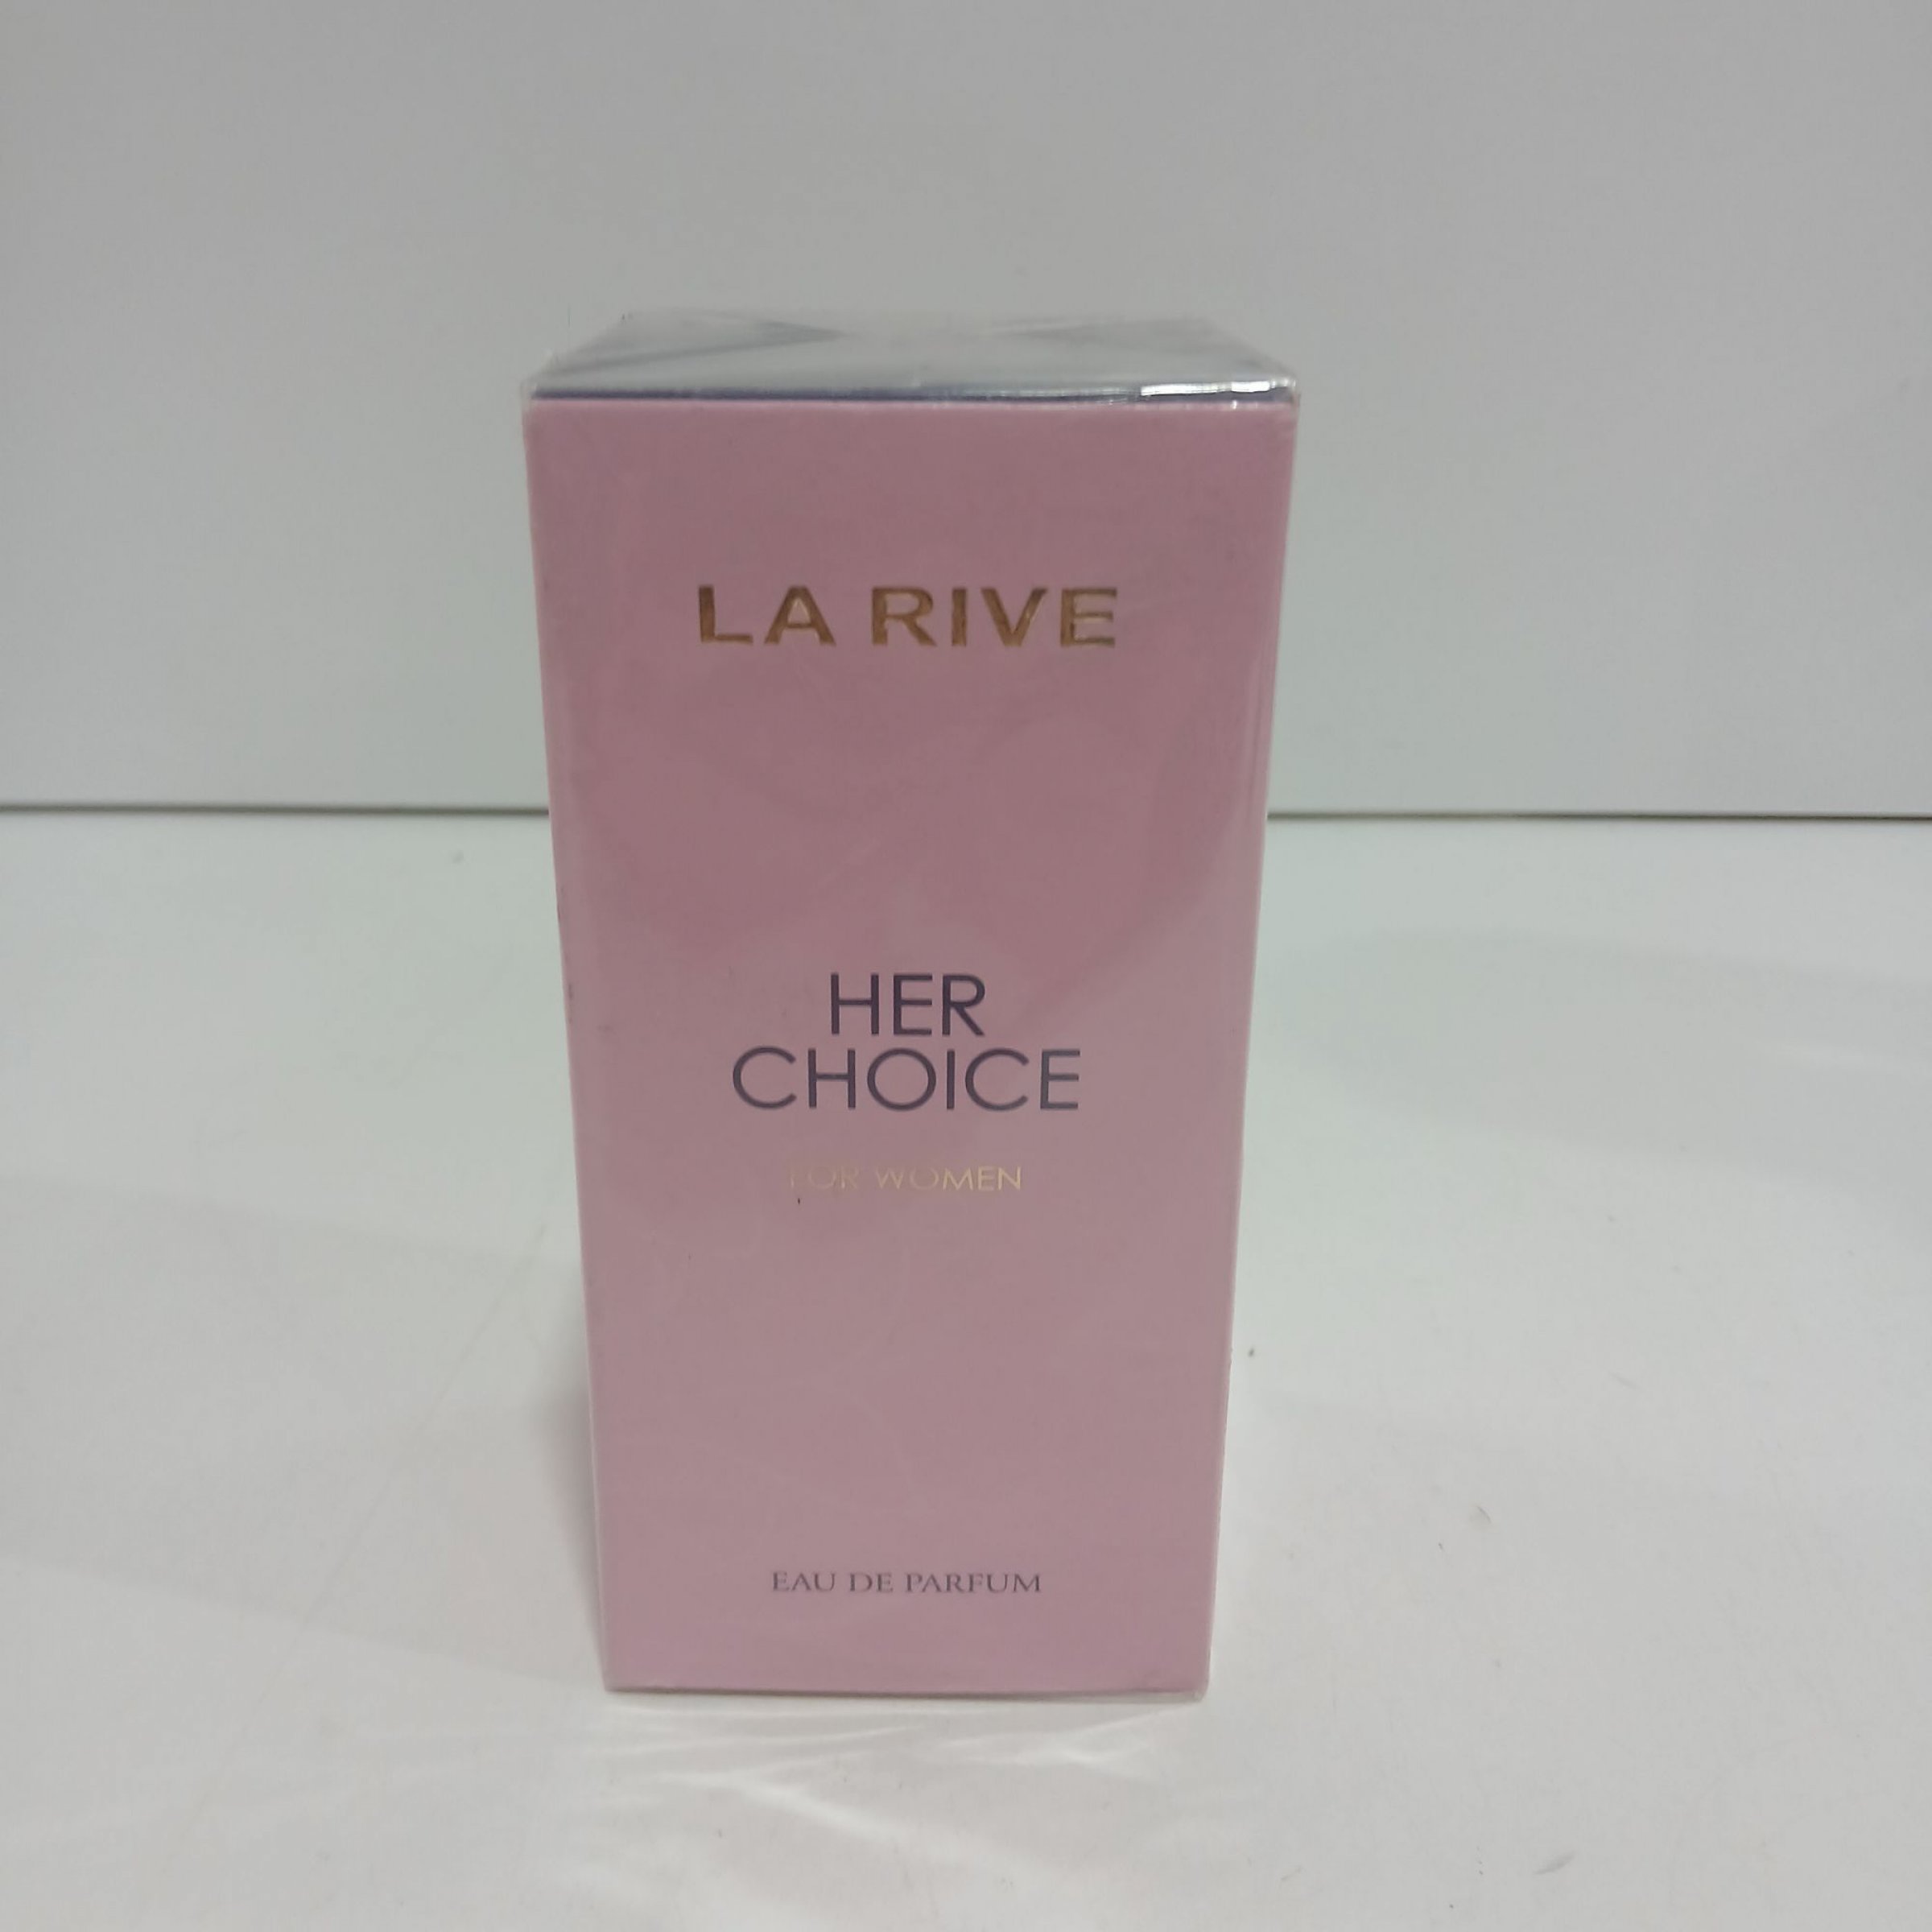 LA RIVE
HER
CHOICE
FOR WOMEN
EAU DE PARFUM